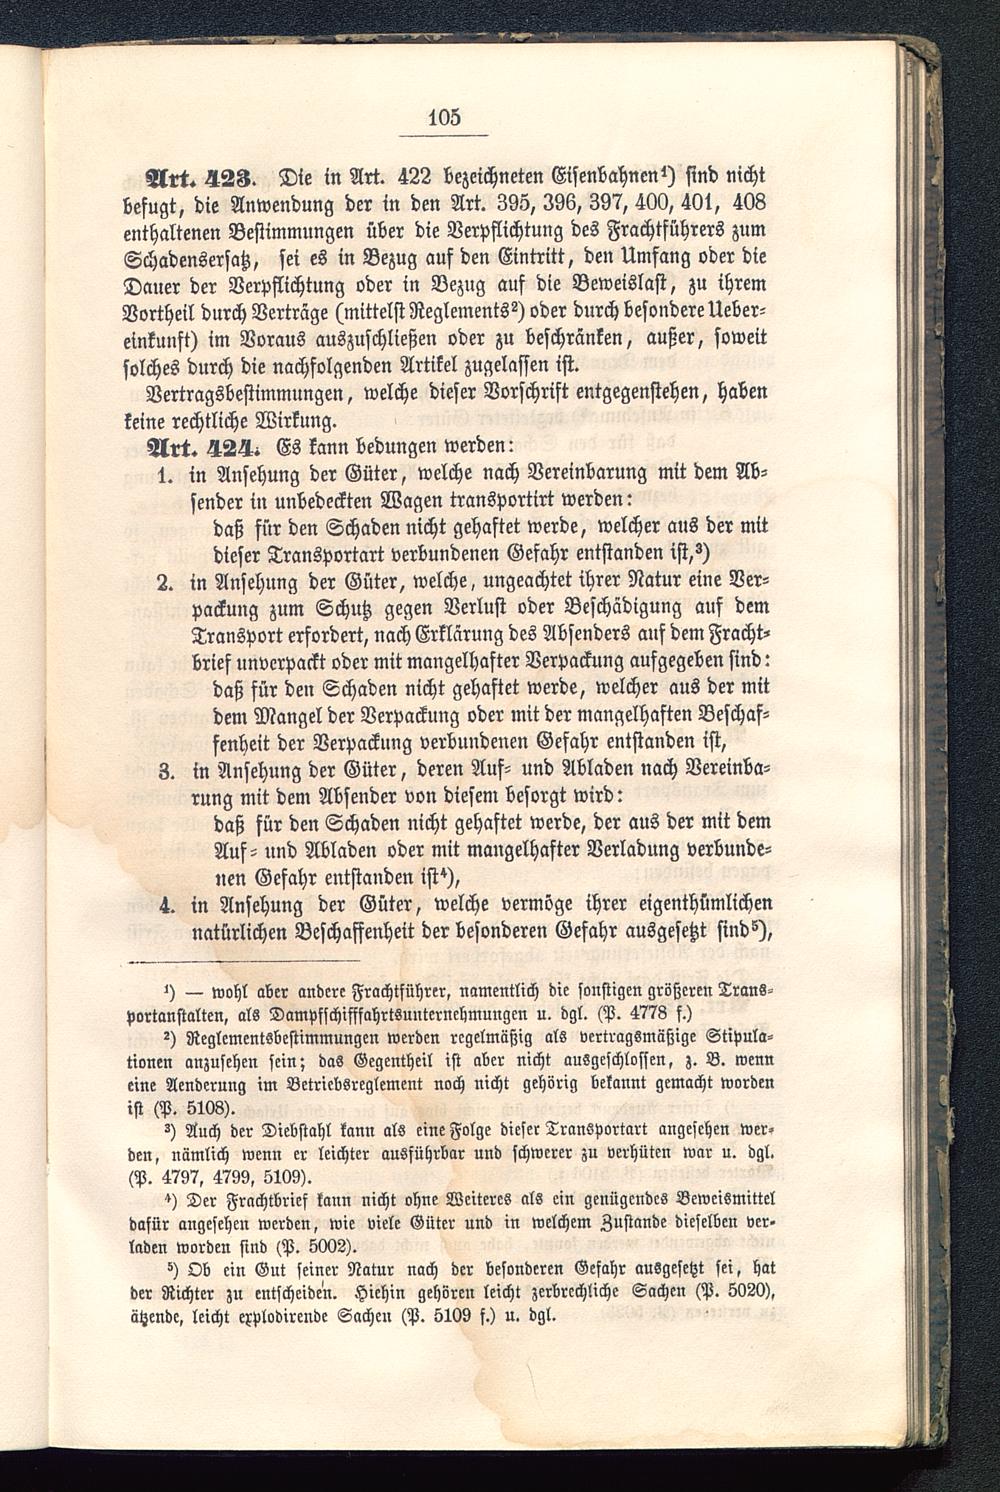 105
Art. 423. Die in Art. 422 bezeichneten Eisenbahnen¹) sind nicht
befugt, die Anwendung der in den Art. 395, 396, 397, 400, 401, 408
enthaltenen Bestimmungen über die Verpflichtung des Frachtführers zum
Schadensersatz, sei es in Bezug auf den Eintritt, den Umfang oder die
Dauer der Verpflichtung oder in Bezug auf die Beweislast, zu ihrem
Vortheil durch Verträge (mittelst Reglements²) oder durch besondere Ueber-
einkunft) im Voraus auszuschließen oder zu beschränken, außer, soweit
solches durch die nachfolgenden Artikel zugelassen ist.
Vertragsbestimmungen, welche dieser Vorschrift entgegenstehen, haben
keine rechtliche Wirkung.
Art. 424. Es kann bedungen werden:
1. in Ansehung der Güter, welche nach Vereinbarung mit dem Ab-
sender in unbedeckten Wagen transportirt werden:
daß für den Schaden nicht gehaftet werde, welcher aus der mit
dieser Transportart verbundenen Gefahr entstanden ist,³)
2. in Ansehung der Güter, welche, ungeachtet ihrer Natur eine Ver-
packung zum Schutz gegen Verlust oder Beschädigung auf dem
Transport erfordert, nach Erklärung des Absenders auf dem Fracht-
brief unverpackt oder mit mangelhafter Verpackung aufgegeben sind:
daß für den Schaden nicht gehaftet werde, welcher aus der mit
dem Mangel der Verpackung oder mit der mangelhaften Beschaf-
fenheit der Verpackung verbundenen Gefahr entstanden ist,
3. in Ansehung der Güter, deren Auf- und Abladen nach Vereinba-
rung mit dem Absender von diesem besorgt wird:
daß für den Schaden nicht gehaftet werde, der aus der mit dem
Auf- und Abladen oder mit mangelhafter Verladung verbunde-
nen Gefahr entstanden ist⁴),
4. in Ansehung der Güter, welche vermöge ihrer eigenthümlichen
natürlichen Beschaffenheit der besonderen Gefahr ausgesetzt sind⁵),
¹) — wohl aber andere Frachtführer, namentlich die sonstigen größeren Trans-
portanstalten, als Dampfschifffahrtsunternehmungen u. dgl. (P. 4778 f.)
²) Reglementsbestimmungen werden regelmäßig als vertragsmäßige Stipula-
tionen anzusehen sein; das Gegentheil ist aber nicht ausgeschlossen, z. B. wenn
eine Aenderung im Betriebsreglement noch nicht gehörig bekannt gemacht worden
ist (P. 5108).
³) Auch der Diebstahl kann als eine Folge dieser Transportart angesehen wer-
den, nämlich wenn er leichter ausführbar und schwerer zu verhüten war u. dgl.
(P. 4797, 4799, 5109).
⁴) Der Frachtbrief kann nicht ohne Weiteres als ein genügendes Beweismittel
dafür angesehen werden, wie viele Güter und in welchem Zustande dieselben ver-
laden worden sind (P. 5002).
⁵) Ob ein Gut seiner Natur nach der besonderen Gefahr ausgesetzt sei, hat
der Richter zu entscheiden. Hiehin gehören leicht zerbrechliche Sachen (P. 5020),
ätzende, leicht explodirende Sachen (P. 5109 f.) u. dgl.